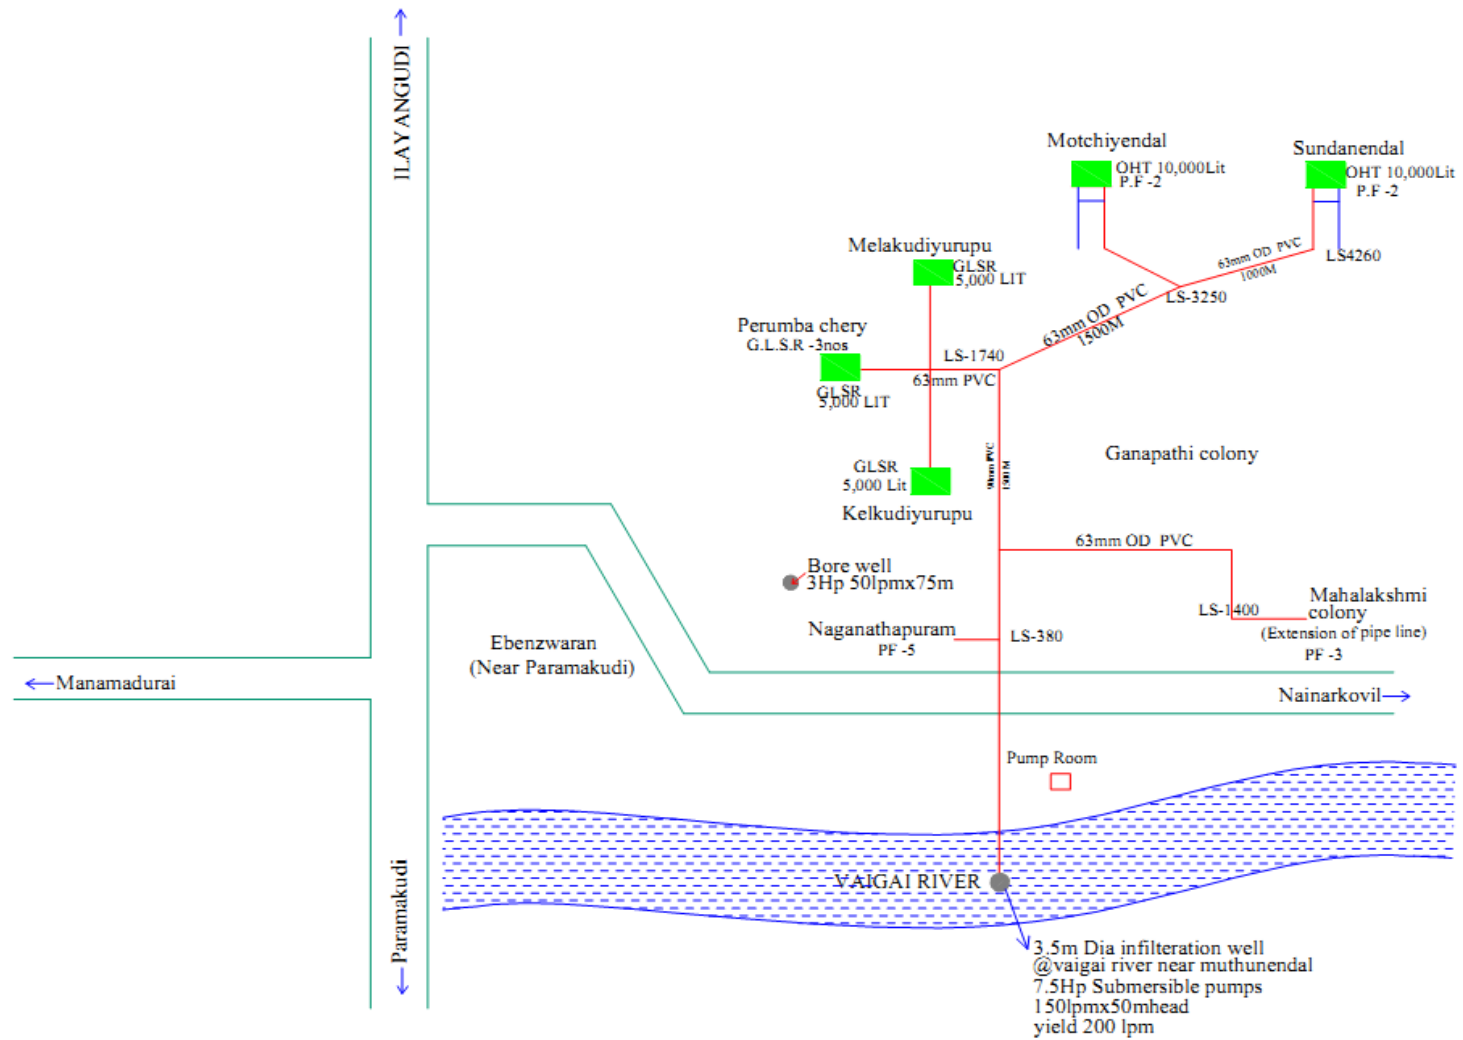 ILAYANGUDI
Motchiyendal
OHT 10,000Lit
P.F -2
Sundanendal
OHT 10,000Lit
P.F -2
Melakudiyurupu
GLSR
5,000 LIT
63mm OD PVC
1000M
LS4260
LS-3250
63mm OD PVC
1500M
Perumba chery
G.L.S.R -3nos
LS-1740
63mm PVC
GLSR
5,000 LIT
90mm PVC
1500 M
Ganapathi colony
GLSR
5,000 Lit
Kelkudiyurupu
63mm OD PVC
Bore well
3Hp 50lpmx75m
Mahalakshmi
colony
LS-1400
(Extension of pipe line)
PF -3
Naganathapuram
PF -5
LS-380
Ebenzwaran
(Near Paramakudi)
Manamadurai
Nainarkovil
Pump Room
VAIGAI RIVER
Paramakudi
3.5m Dia infilteration well
@vaigai river near muthunendal
7.5Hp Submersible pumps
150lpmx50mhead
yield 200 lpm